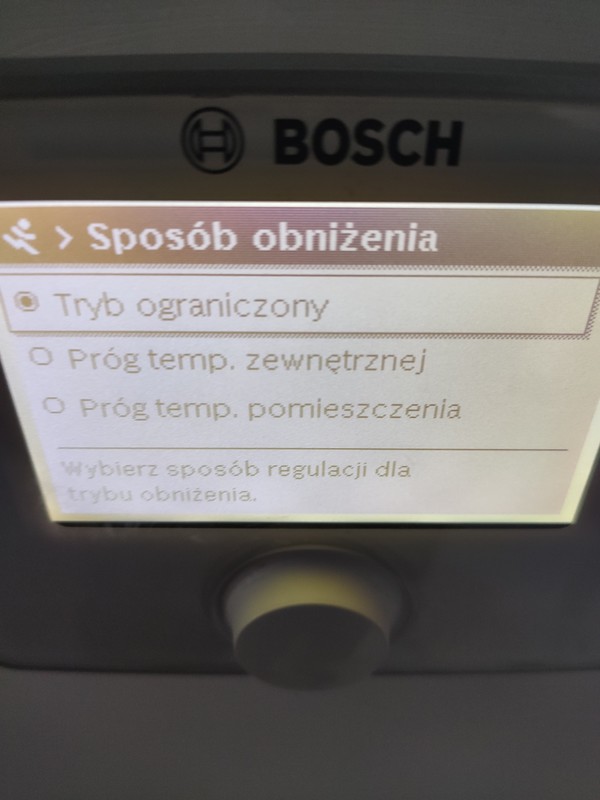 BOSCH
> Sposób obniżenia
Tryb ograniczony
Próg temp. zewnętrznej
Próg temp. pomieszczenia
Wybierz sposób regulacji dla
trybu obniżenia.